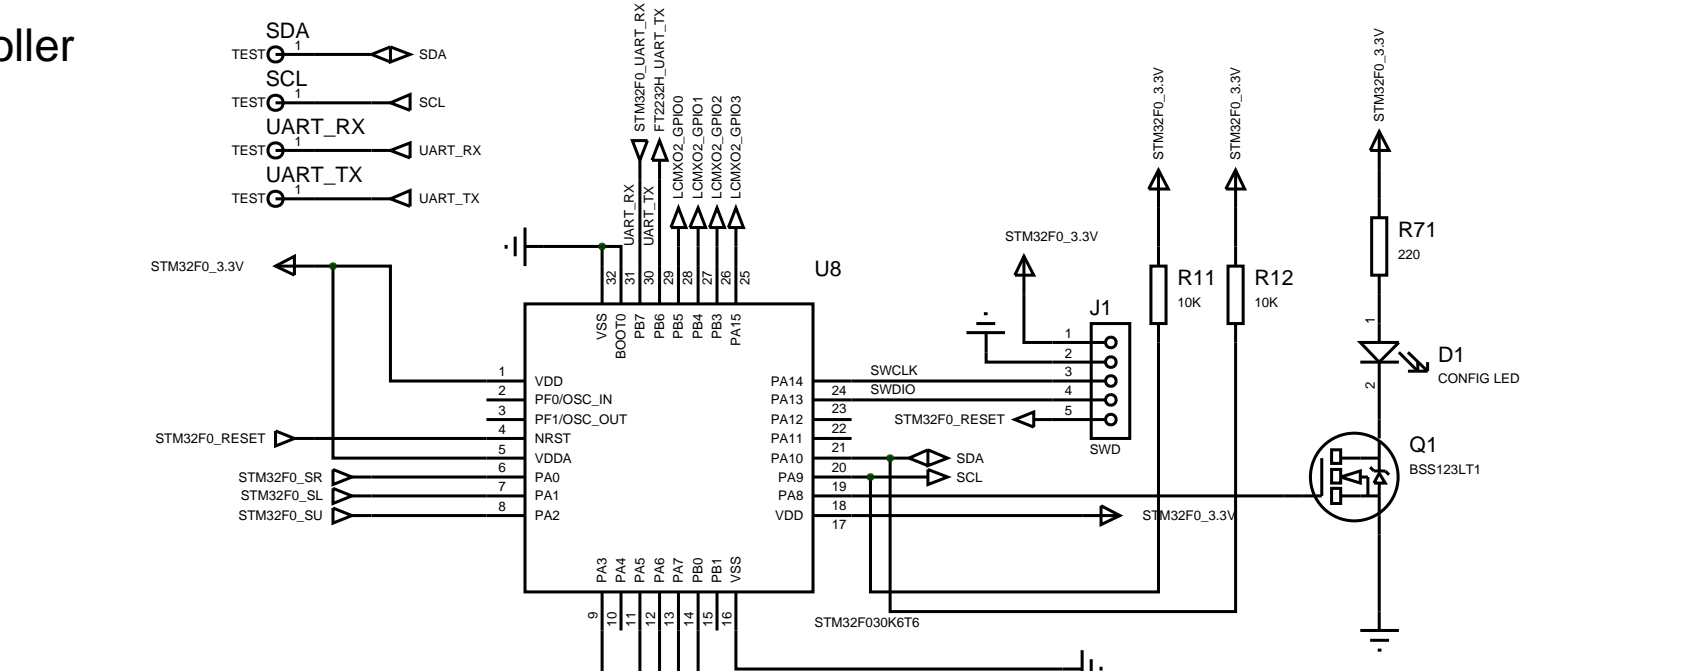 oller
SDA
TEST 1 SDA
SCL
TEST 1 SCL
UART_RX
TEST 1 UART_RX
UART_TX
TEST 1 UART_TX
STM32F0_UART_RX
FT2232H_UART_TX
LCMXO2_GPIO0
LCMXO2_GPIO1
LCMXO2_GPIO2
LCMXO2_GPIO3
UART_RX
UART_TX
32
31
30
29
28
27
26
25
VSS
BOOT0
PB7
PB6
PB5
PB4
PB3
PA15
U8
STM32F0_3.3V
1 VDD
2 PF0/OSC_IN
3 PF1/OSC_OUT
STM32F0_RESET 4 NRST
5 VDDA
STM32F0_SR 6 PA0
STM32F0_SL 7 PA1
STM32F0_SU 8 PA2
PA14 24 SWCLK
PA13 23 SWDIO
PA12 22
PA11 21
PA10 20 SDA
PA9 19 SCL
PA8 18
VDD 17 STM32F0_3.3V
PA3
PA4
PA5
PA6
PA7
PB0
PB1
VSS
9
10
11
12
13
14
15
16
STM32F030K6T6
STM32F0_3.3V
J1
1
2
3
4
5
STM32F0_RESET
SWD
STM32F0_3.3V
R11
10K
STM32F0_3.3V
R12
10K
STM32F0_3.3V
R71
220
1
D1
CONFIG LED
2
Q1
BSS123LT1